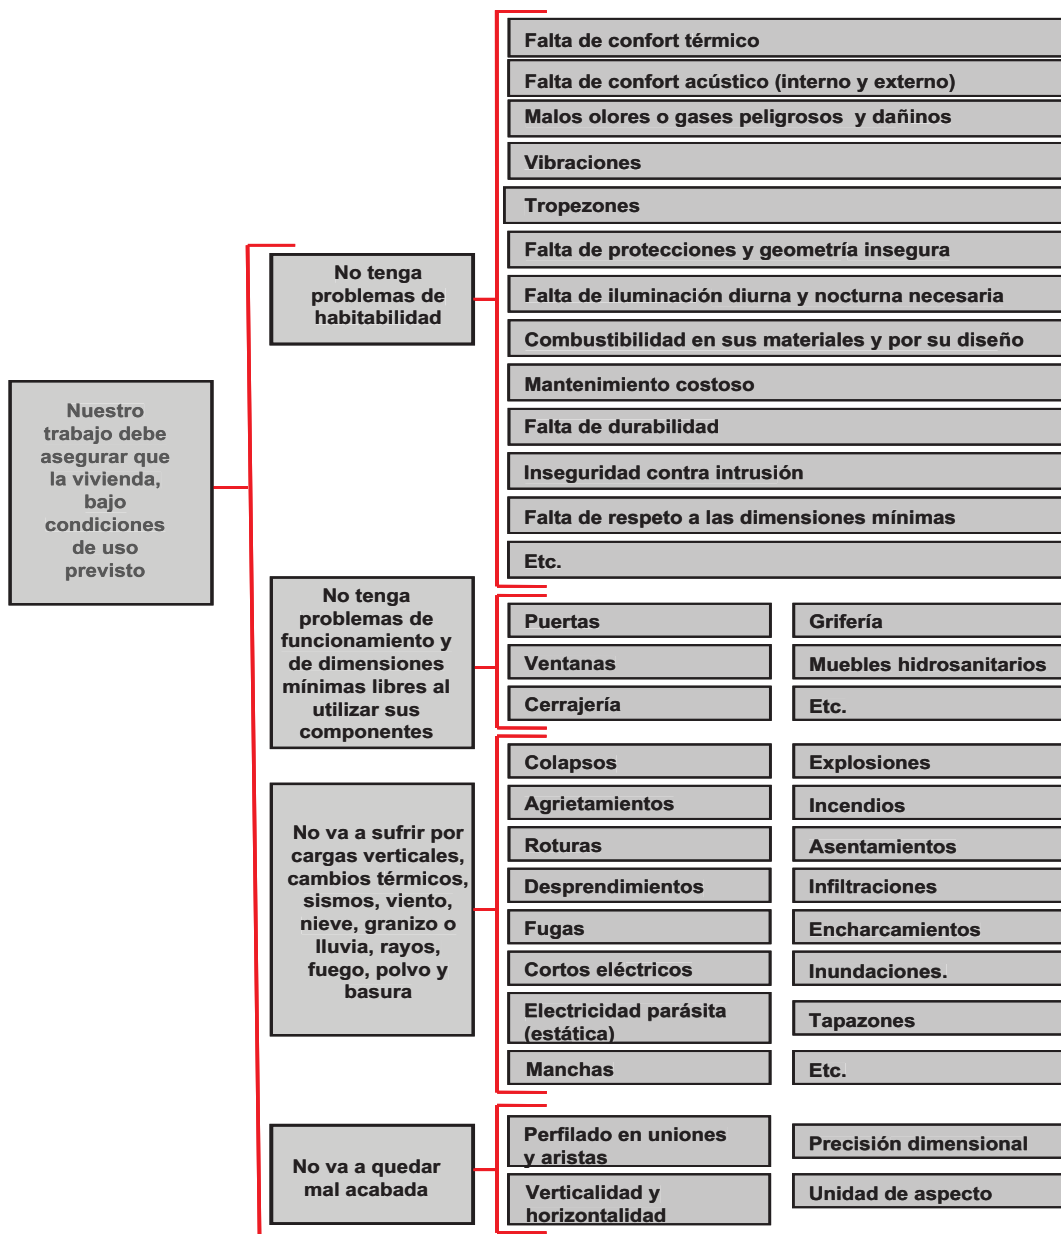 Nuestro
trabajo debe
asegurar que
la vivienda,
bajo
condiciones
de uso
previsto
No tenga
problemas de
habitabilidad
Falta de confort térmico
Falta de confort acústico (interno y externo)
Malos olores o gases peligrosos y dañinos
Vibraciones
Tropezones
Falta de protecciones y geometría insegura
Falta de iluminación diurna y nocturna necesaria
Combustibilidad en sus materiales y por su diseño
Mantenimiento costoso
Falta de durabilidad
Inseguridad contra intrusión
Falta de respeto a las dimensiones mínimas
Etc.
No tenga
problemas de
funcionamiento y
de dimensiones
mínimas libres al
utilizar sus
componentes
Puertas
Ventanas
Cerrajería
Grifería
Muebles hidrosanitarios
Etc.
No va a sufrir por
cargas verticales,
cambios térmicos,
sismos, viento,
nieve, granizo o
lluvia, rayos,
fuego, polvo y
basura
Colapsos
Agrietamientos
Roturas
Desprendimientos
Fugas
Cortos eléctricos
Electricidad parásita
(estática)
Manchas
Explosiones
Incendios
Asentamientos
Infiltraciones
Encharcamientos
Inundaciones.
Tapazones
Etc.
No va a quedar
mal acabada
Perfilado en uniones
y aristas
Verticalidad y
horizontalidad
Precisión dimensional
Unidad de aspecto